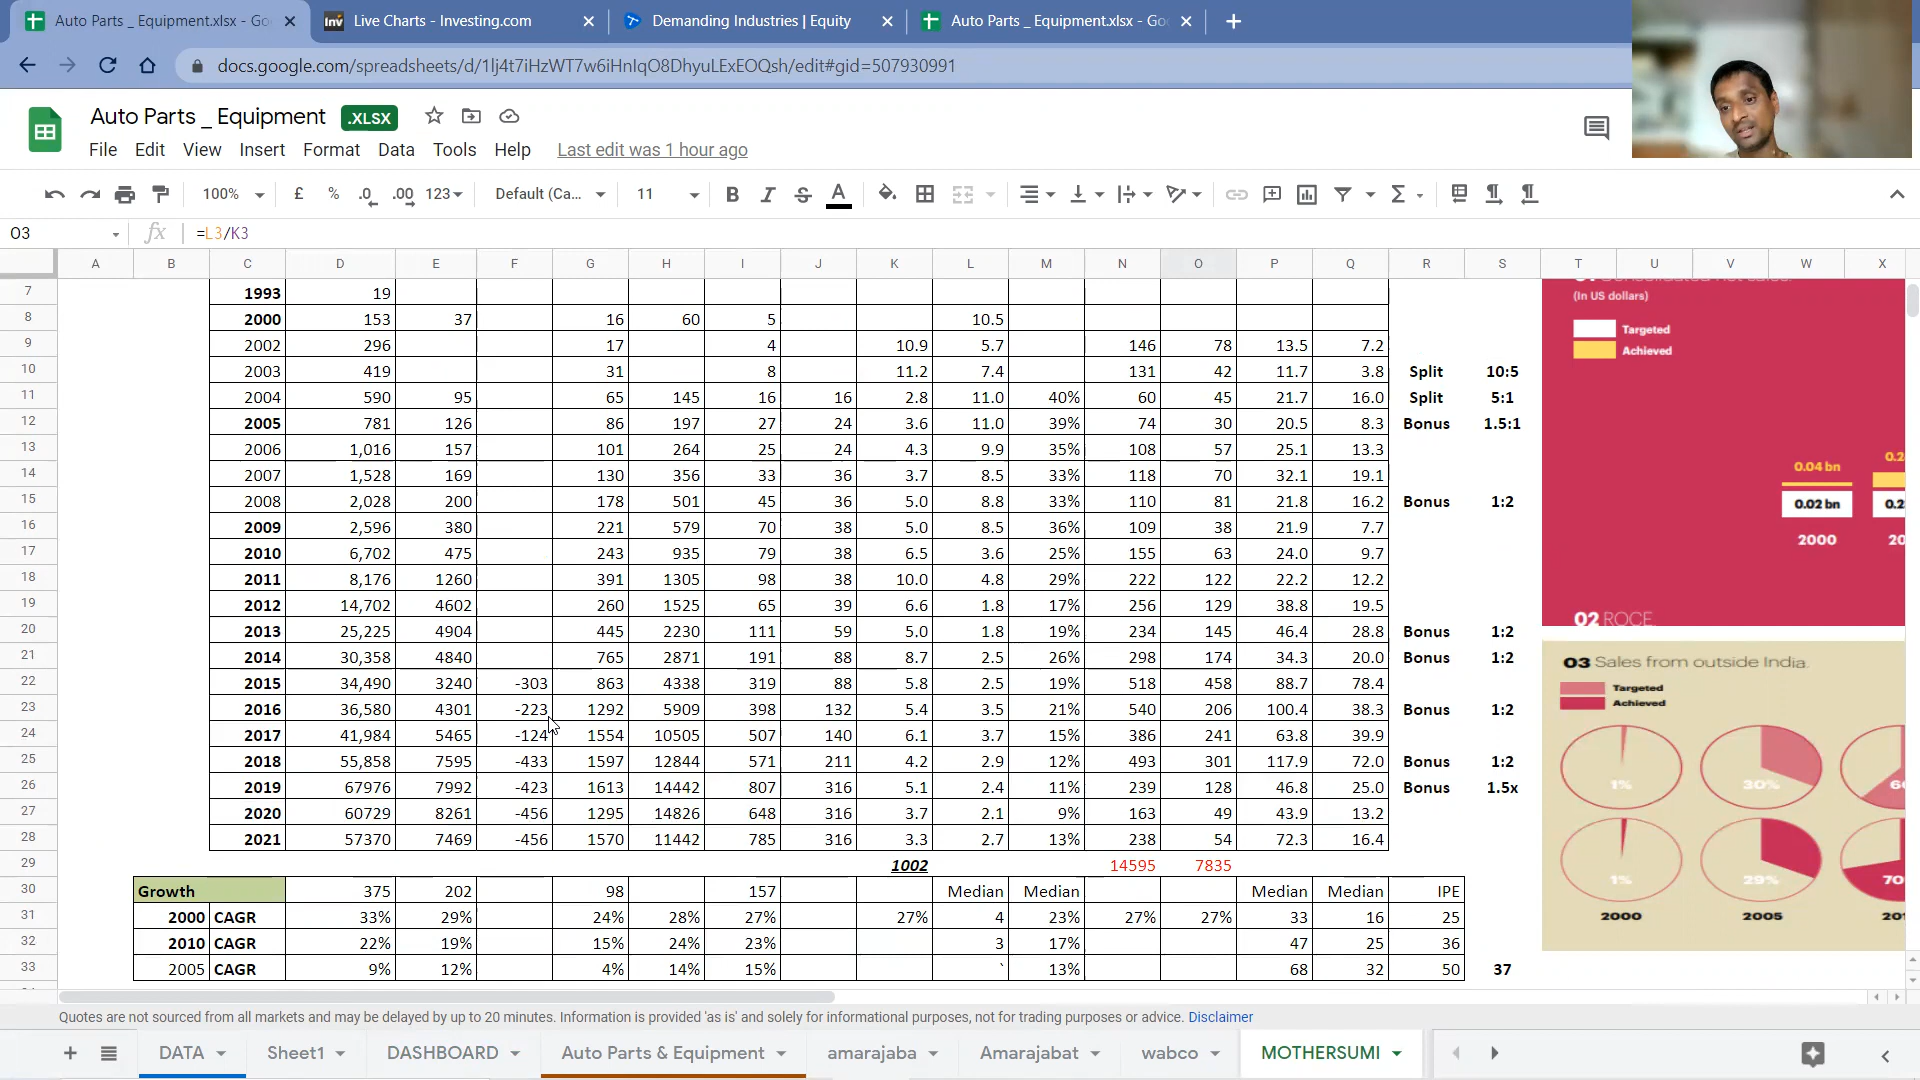 Auto Parts _ Equipment.xlsx - Go
Live Charts - Investing.com
Demanding Industries | Equity
Auto Parts _ Equipment.xlsx - Go
docs.google.com/spreadsheets/d/1lj4t7iHzWT7w6iHnIqO8DhyuLExEOQsh/edit#gid=507930991
Auto Parts _ Equipment .XLSX
File Edit View Insert Format Data Tools Help Last edit was 1 hour ago
100% £ % .0 .00 123 Default (Ca... 11 B I S A Σ
O3 fx =L3/K3
A B C D E F G H I J K L M N O P Q R S T U V W X
7 1993 19
8 2000 153 37 16 60 5 10.5
9 2002 296 17 4 10.9 5.7 146 78 13.5 7.2
10 2003 419 31 8 11.2 7.4 131 42 11.7 3.8 Split 10:5
11 2004 590 95 65 145 16 16 2.8 11.0 40% 60 45 21.7 16.0 Split 5:1
12 2005 781 126 86 197 27 24 3.6 11.0 39% 74 30 20.5 8.3 Bonus 1.5:1
13 2006 1,016 157 101 264 25 24 4.3 9.9 35% 108 57 25.1 13.3
14 2007 1,528 169 130 356 33 36 3.7 8.5 33% 118 70 32.1 19.1
15 2008 2,028 200 178 501 45 36 5.0 8.8 33% 110 81 21.8 16.2 Bonus 1:2
16 2009 2,596 380 221 579 70 38 5.0 8.5 36% 109 38 21.9 7.7
17 2010 6,702 475 243 935 79 38 6.5 3.6 25% 155 63 24.0 9.7
18 2011 8,176 1260 391 1305 98 38 10.0 4.8 29% 222 122 22.2 12.2
19 2012 14,702 4602 260 1525 65 39 6.6 1.8 17% 256 129 38.8 19.5
20 2013 25,225 4904 445 2230 111 59 5.0 1.8 19% 234 145 46.4 28.8 Bonus 1:2
21 2014 30,358 4840 765 2871 191 88 8.7 2.5 26% 298 174 34.3 20.0 Bonus 1:2
22 2015 34,490 3240 -303 863 4338 319 88 5.8 2.5 19% 518 458 88.7 78.4
23 2016 36,580 4301 -223 1292 5909 398 132 5.4 3.5 21% 540 206 100.4 38.3 Bonus 1:2
24 2017 41,984 5465 -124 1554 10505 507 140 6.1 3.7 15% 386 241 63.8 39.9
25 2018 55,858 7595 -433 1597 12844 571 211 4.2 2.9 12% 493 301 117.9 72.0 Bonus 1:2
26 2019 67976 7992 -423 1613 14442 807 316 5.1 2.4 11% 239 128 46.8 25.0 Bonus 1.5x
27 2020 60729 8261 -456 1295 14826 648 316 3.7 2.1 9% 163 49 43.9 13.2
28 2021 57370 7469 -456 1570 11442 785 316 3.3 2.7 13% 238 54 72.3 16.4
29 1002 14595 7835
30 Growth 375 202 98 157 Median Median Median Median IPE
31 2000 CAGR 33% 29% 24% 28% 27% 27% 4 23% 27% 27% 33 16 25
32 2010 CAGR 22% 19% 15% 24% 23% 3 17% 47 25 36
33 2005 CAGR 9% 12% 4% 14% 15% ` 13% 68 32 50 37
(In US dollars)
Targeted
Achieved
0.04 bn 0.2
0.02 bn 0.2
2000 20
02 ROCE
03 Sales from outside India.
Targeted
Achieved
1% 30% 60
1% 29% 70
2000 2005 201
Quotes are not sourced from all markets and may be delayed by up to 20 minutes. Information is provided 'as is' and solely for informational purposes, not for trading purposes or advice. Disclaimer
DATA Sheet1 DASHBOARD Auto Parts & Equipment amarajaba Amarajabat wabco MOTHERSUMI